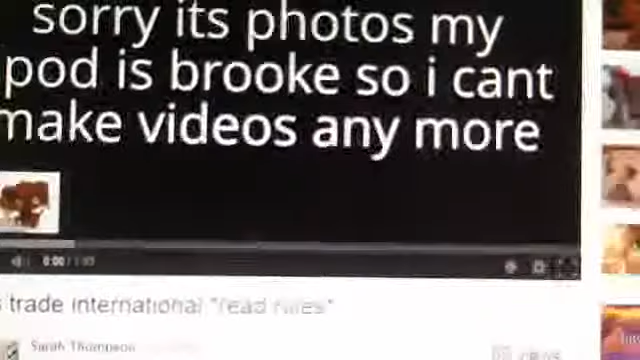 sorry its photos my
pod is brooke so i cant
make videos any more
0:00
trade international "read rules"
Sarah Thompson